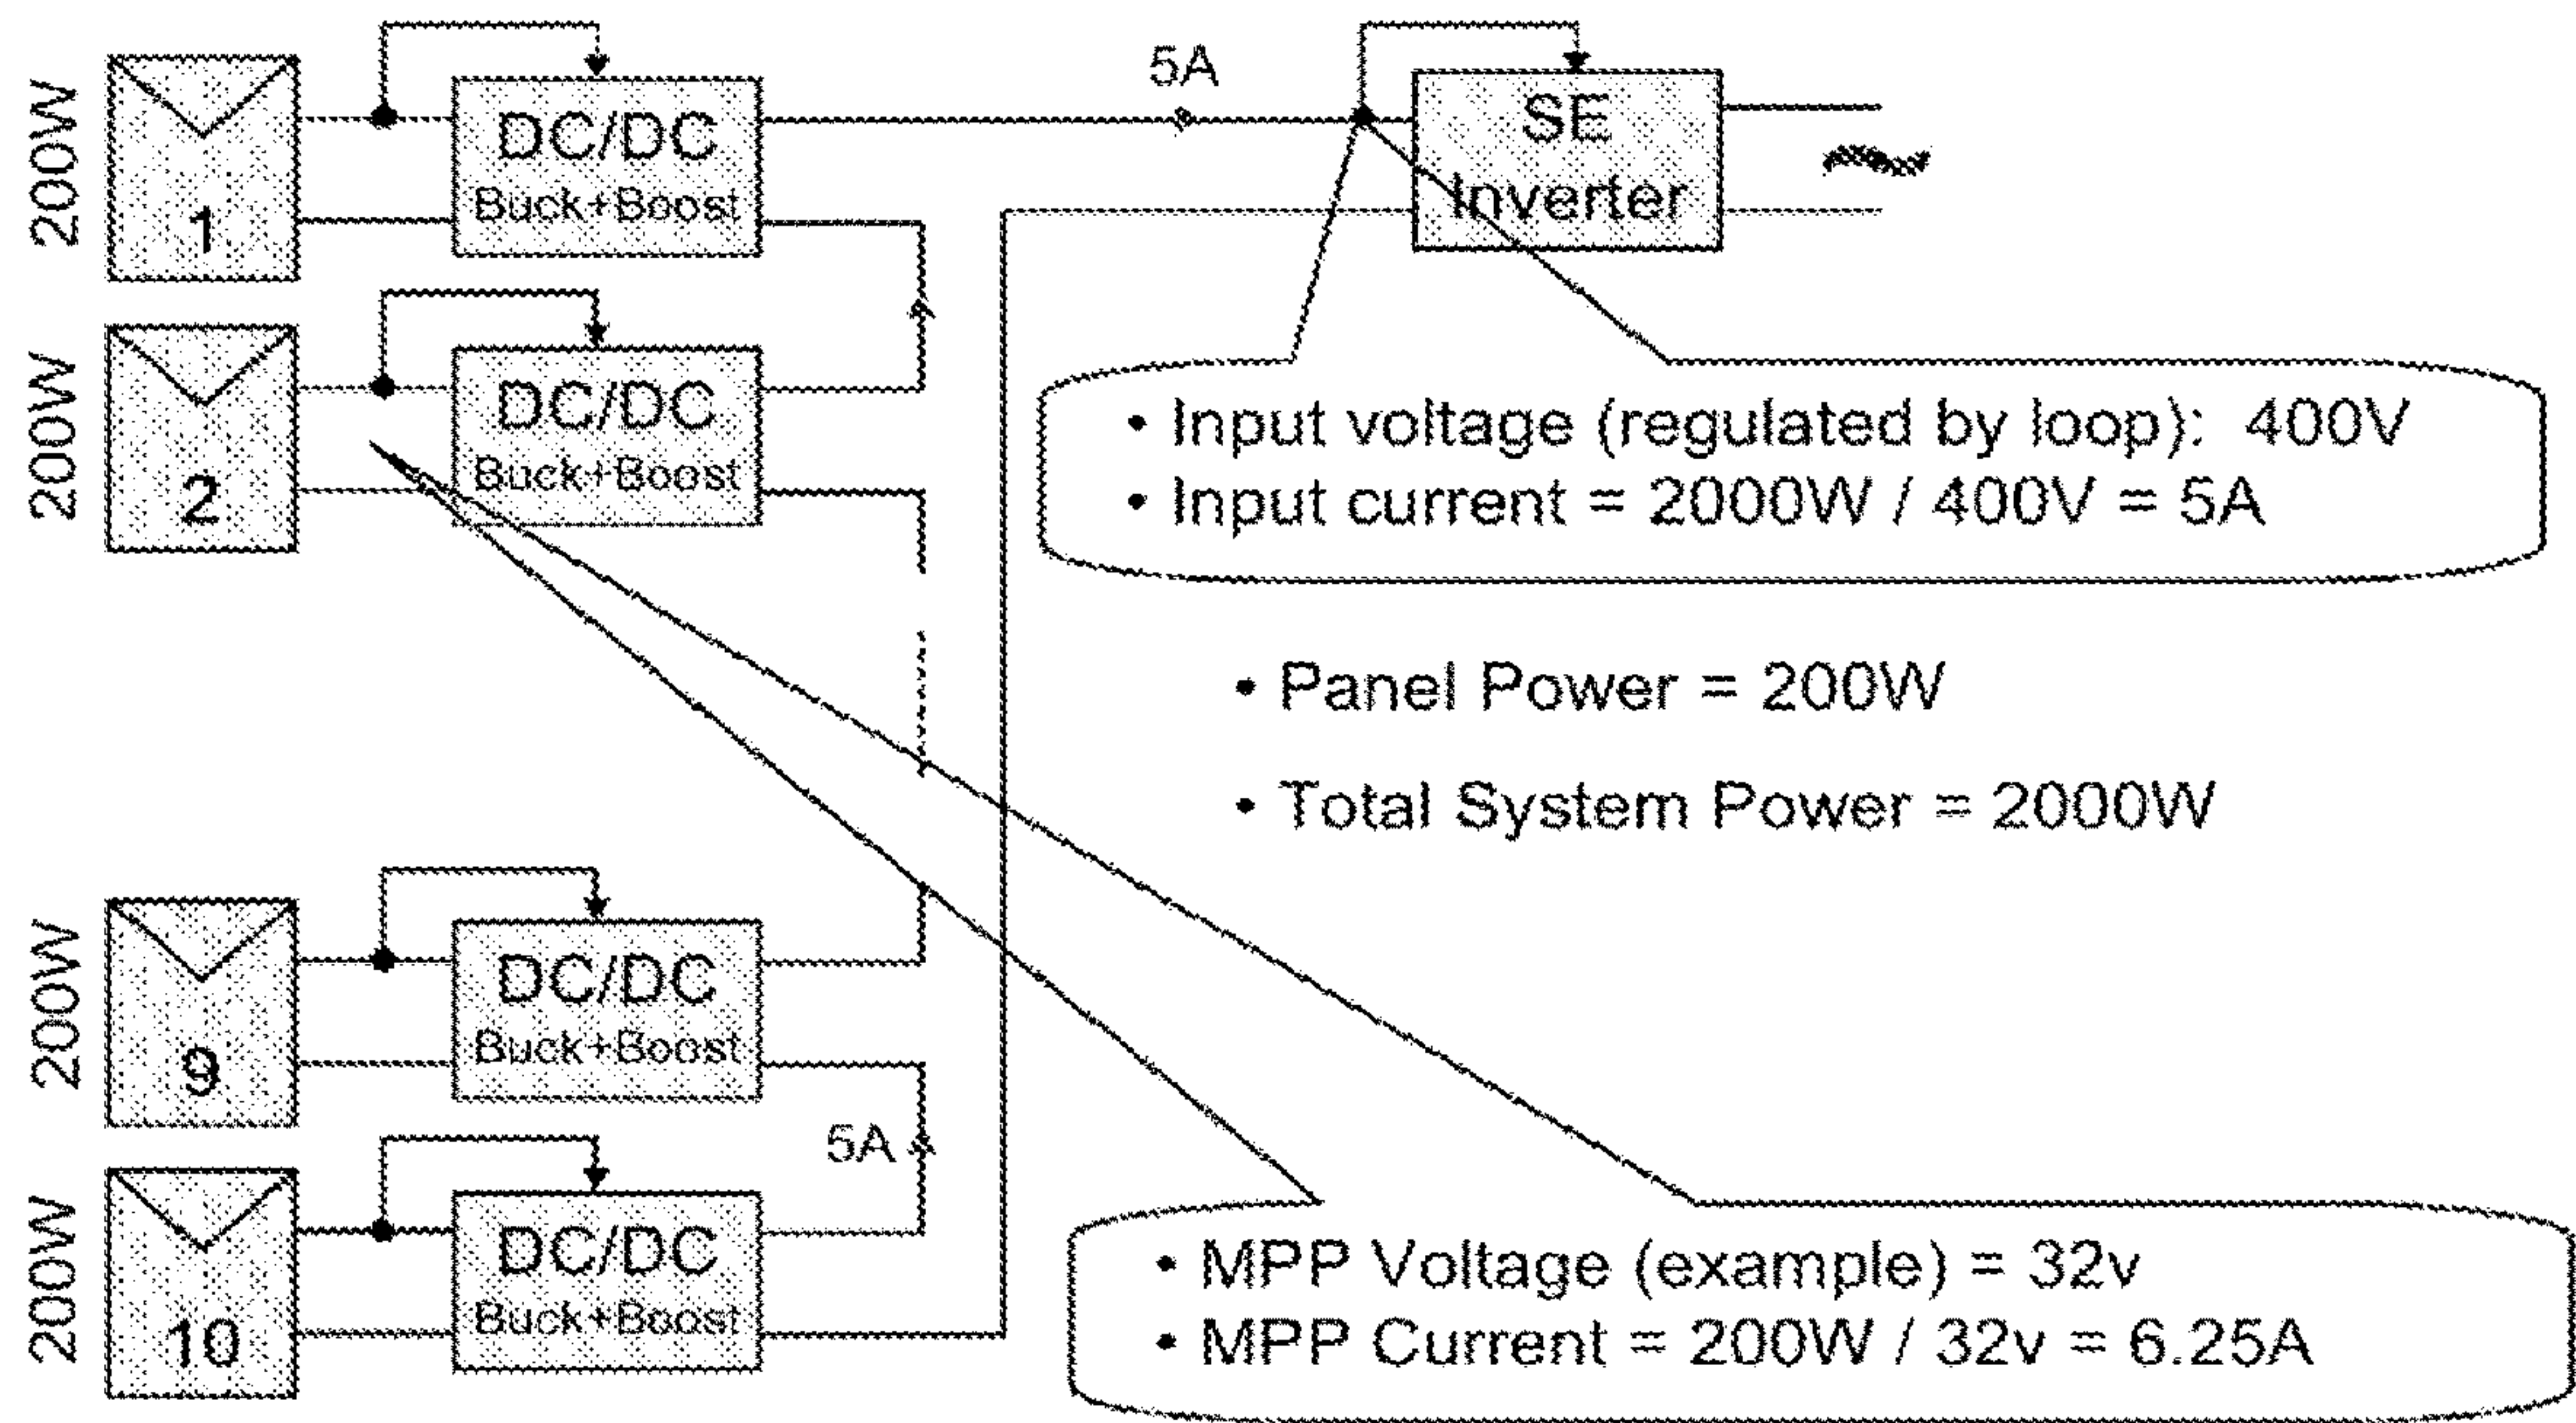 5A
200W
1
DC/DC
Buck+Boost
SE
Inverter
200W
2
DC/DC
Buck+Boost
• Input voltage (regulated by loop): 400V
• Input current = 2000W / 400V = 5A
• Panel Power = 200W
• Total System Power = 2000W
200W
9
DC/DC
Buck+Boost
5A
200W
10
DC/DC
Buck+Boost
• MPP Voltage (example) = 32v
• MPP Current = 200W / 32v = 6.25A